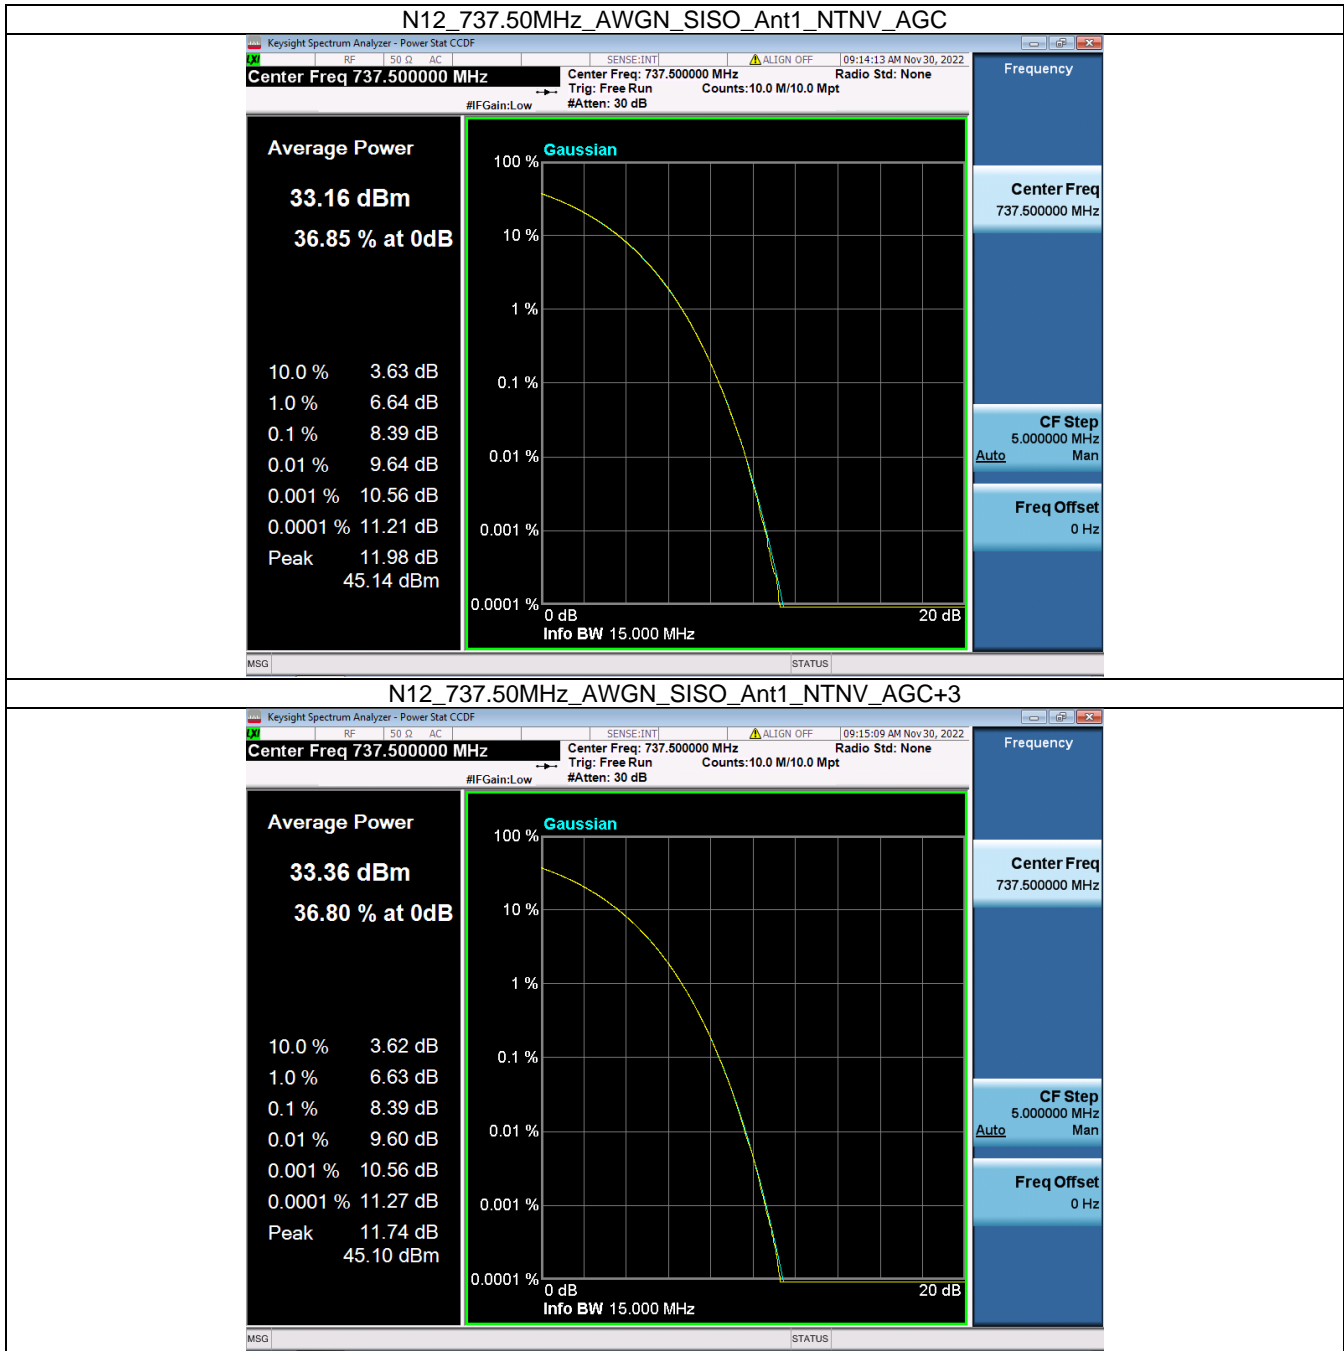 N12_737.50MHz_AWGN_SISO_Ant1_NTNV_AGC
Keysight Spectrum Analyzer - Power Stat CCDF
LXI RF 50 Ω AC SENSE:INT ALIGN OFF 09:14:13 AM Nov 30, 2022
Center Freq 737.500000 MHz
Center Freq: 737.500000 MHz Radio Std: None
Trig: Free Run Counts:10.0 M/10.0 Mpt
#IFGain:Low #Atten: 30 dB
Frequency
Average Power
33.16 dBm
36.85 % at 0dB
10.0 % 3.63 dB
1.0 % 6.64 dB
0.1 % 8.39 dB
0.01 % 9.64 dB
0.001 % 10.56 dB
0.0001 % 11.21 dB
Peak 11.98 dB
45.14 dBm
Gaussian
100 %
10 %
1 %
0.1 %
0.01 %
0.001 %
0.0001 %
0 dB 20 dB
Info BW 15.000 MHz
Center Freq
737.500000 MHz
CF Step
5.000000 MHz
Auto Man
Freq Offset
0 Hz
MSG STATUS
N12_737.50MHz_AWGN_SISO_Ant1_NTNV_AGC+3
Keysight Spectrum Analyzer - Power Stat CCDF
LXI RF 50 Ω AC SENSE:INT ALIGN OFF 09:15:09 AM Nov 30, 2022
Center Freq 737.500000 MHz
Center Freq: 737.500000 MHz Radio Std: None
Trig: Free Run Counts:10.0 M/10.0 Mpt
#IFGain:Low #Atten: 30 dB
Frequency
Average Power
33.36 dBm
36.80 % at 0dB
10.0 % 3.62 dB
1.0 % 6.63 dB
0.1 % 8.39 dB
0.01 % 9.60 dB
0.001 % 10.56 dB
0.0001 % 11.27 dB
Peak 11.74 dB
45.10 dBm
Gaussian
100 %
10 %
1 %
0.1 %
0.01 %
0.001 %
0.0001 %
0 dB 20 dB
Info BW 15.000 MHz
Center Freq
737.500000 MHz
CF Step
5.000000 MHz
Auto Man
Freq Offset
0 Hz
MSG STATUS